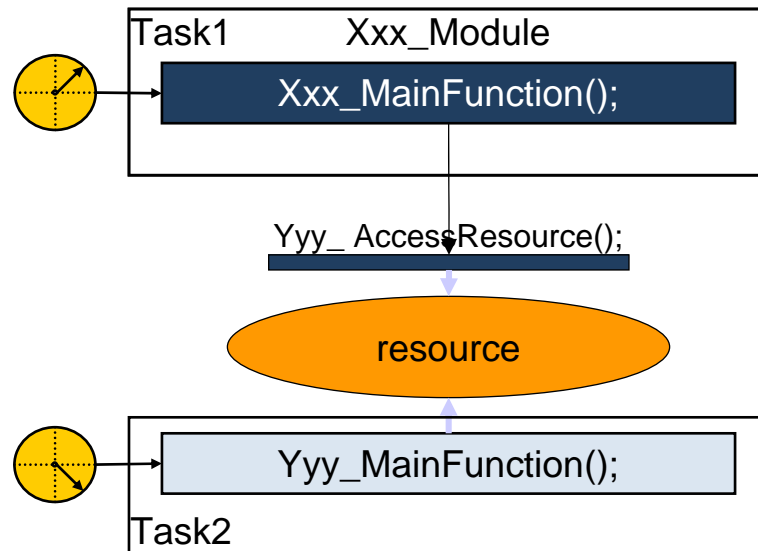 Task1 Xxx_Module
Xxx_MainFunction();
Yyy_ AccessResource();
resource
Yyy_MainFunction();
Task2